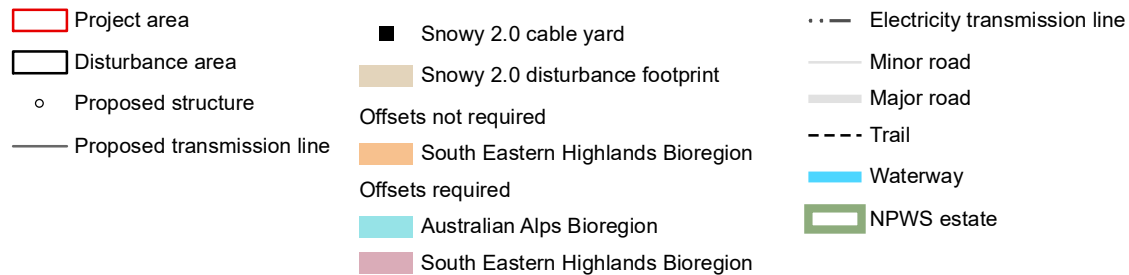 Project area
Disturbance area
Proposed structure
Proposed transmission line
Snowy 2.0 cable yard
Snowy 2.0 disturbance footprint
Offsets not required
South Eastern Highlands Bioregion
Offsets required
Australian Alps Bioregion
South Eastern Highlands Bioregion
Electricity transmission line
Minor road
Major road
Trail
Waterway
NPWS estate